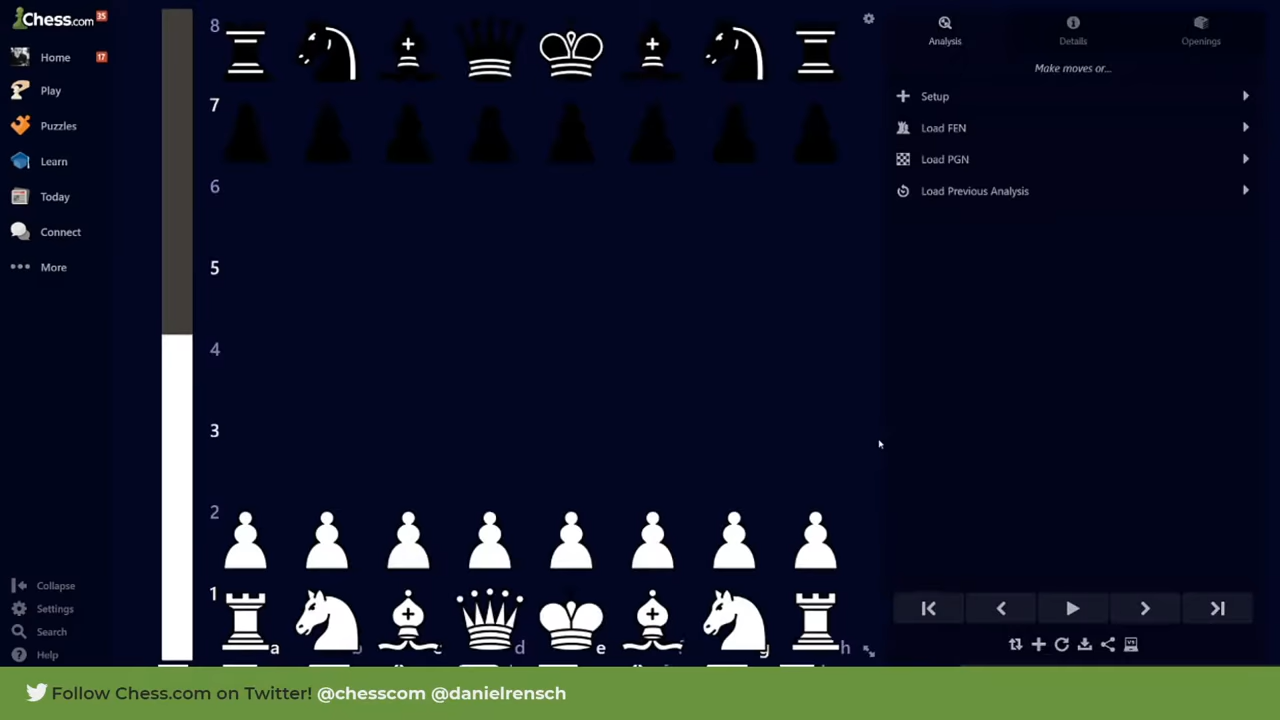 Chess.com 35
Home 17
Play
Puzzles
Learn
Today
Connect
More
Collapse
Settings
Search
Help
8
7
6
5
4
3
2
1
a
d
e
g
h
Analysis
Details
Openings
Make moves or...
Setup
Load FEN
Load PGN
Load Previous Analysis
Follow Chess.com on Twitter! @chesscom @danielrensch